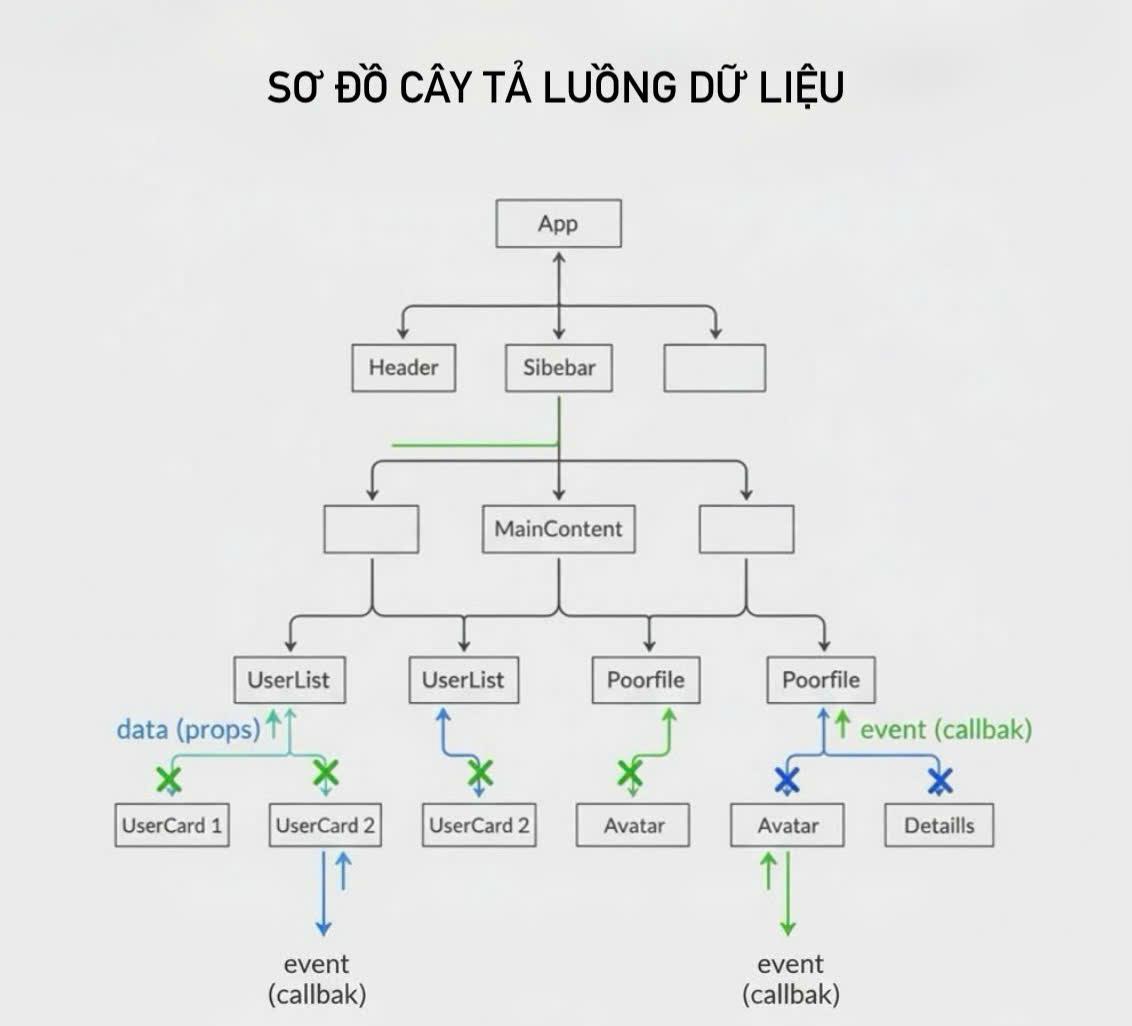 SƠ ĐỒ CÂY TẢ LUỒNG DỮ LIỆU
App
Header
Sibebar
MainContent
UserList
UserList
Poorfile
Poorfile
data (props)
event (callbak)
UserCard 1
UserCard 2
UserCard 2
Avatar
Avatar
Detaills
event
(callbak)
event
(callbak)